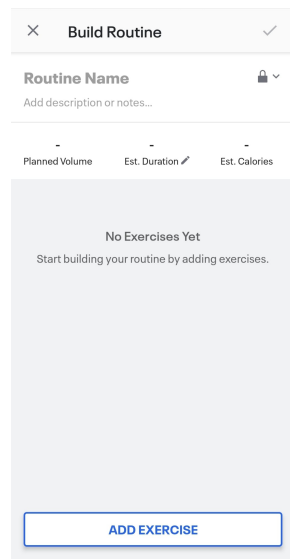 Build Routine
Routine Name
Add description or notes...
- - -
Planned Volume Est. Duration Est. Calories
No Exercises Yet
Start building your routine by adding exercises.
ADD EXERCISE